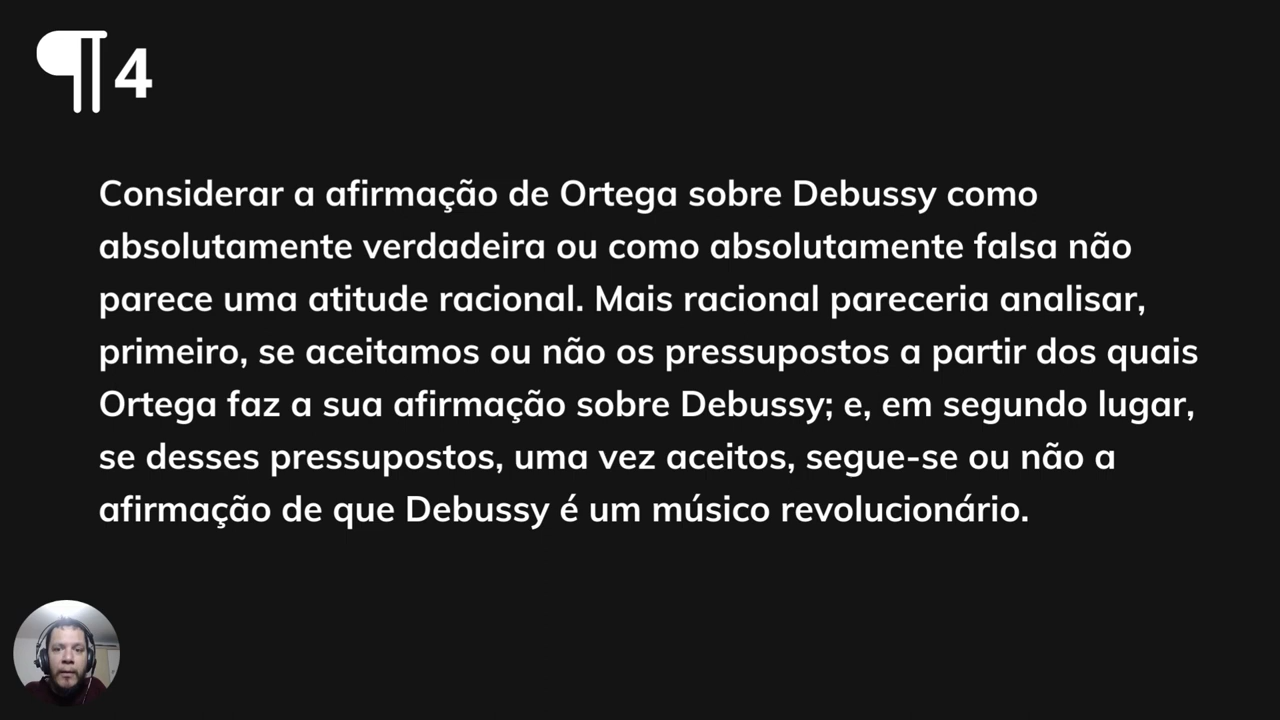 ¶4
Considerar a afirmação de Ortega sobre Debussy como
absolutamente verdadeira ou como absolutamente falsa não
parece uma atitude racional. Mais racional pareceria analisar,
primeiro, se aceitamos ou não os pressupostos a partir dos quais
Ortega faz a sua afirmação sobre Debussy; e, em segundo lugar,
se desses pressupostos, uma vez aceitos, segue-se ou não a
afirmação de que Debussy é um músico revolucionário.